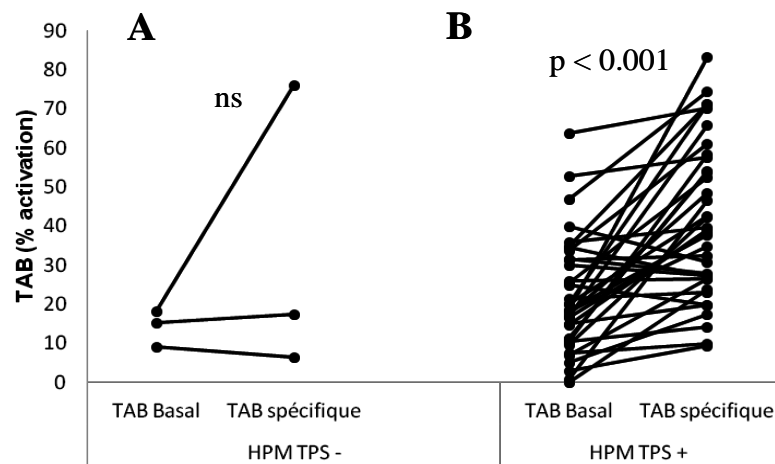 A
B
ns
p < 0.001
TAB (% activation)
90
80
70
60
50
40
30
20
10
0
TAB Basal
TAB spécifique
TAB Basal
TAB spécifique
HPM TPS -
HPM TPS +